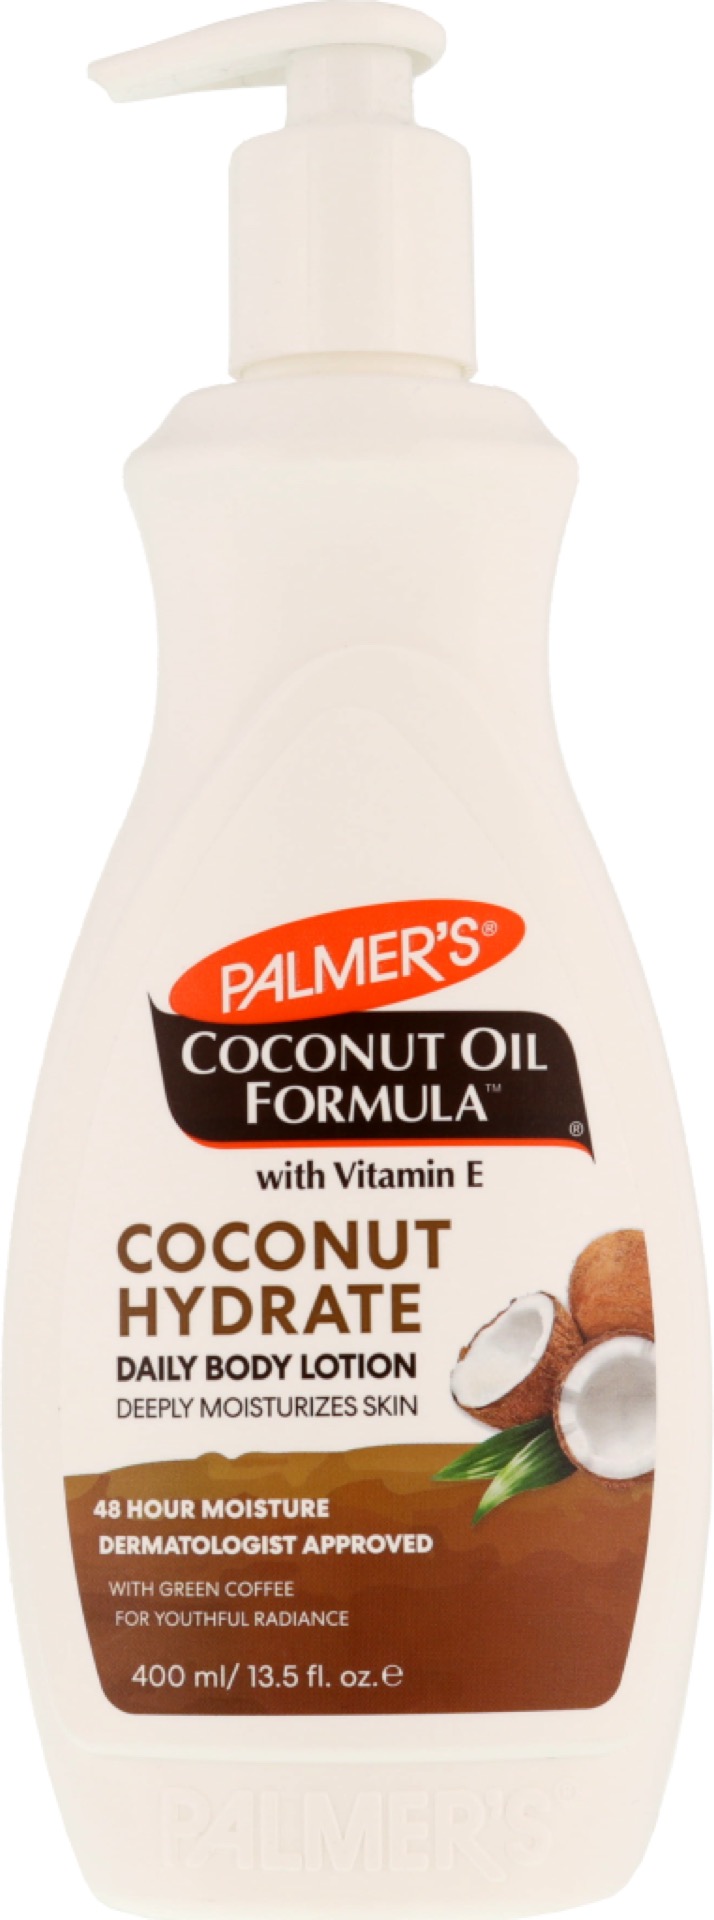 PALMER'S®
COCONUT OIL
FORMULA™ ®
with Vitamin E
COCONUT
HYDRATE
DAILY BODY LOTION
DEEPLY MOISTURIZES SKIN
48 HOUR MOISTURE
DERMATOLOGIST APPROVED
WITH GREEN COFFEE
FOR YOUTHFUL RADIANCE
400 ml/ 13.5 fl. oz.℮
PALMER'S®